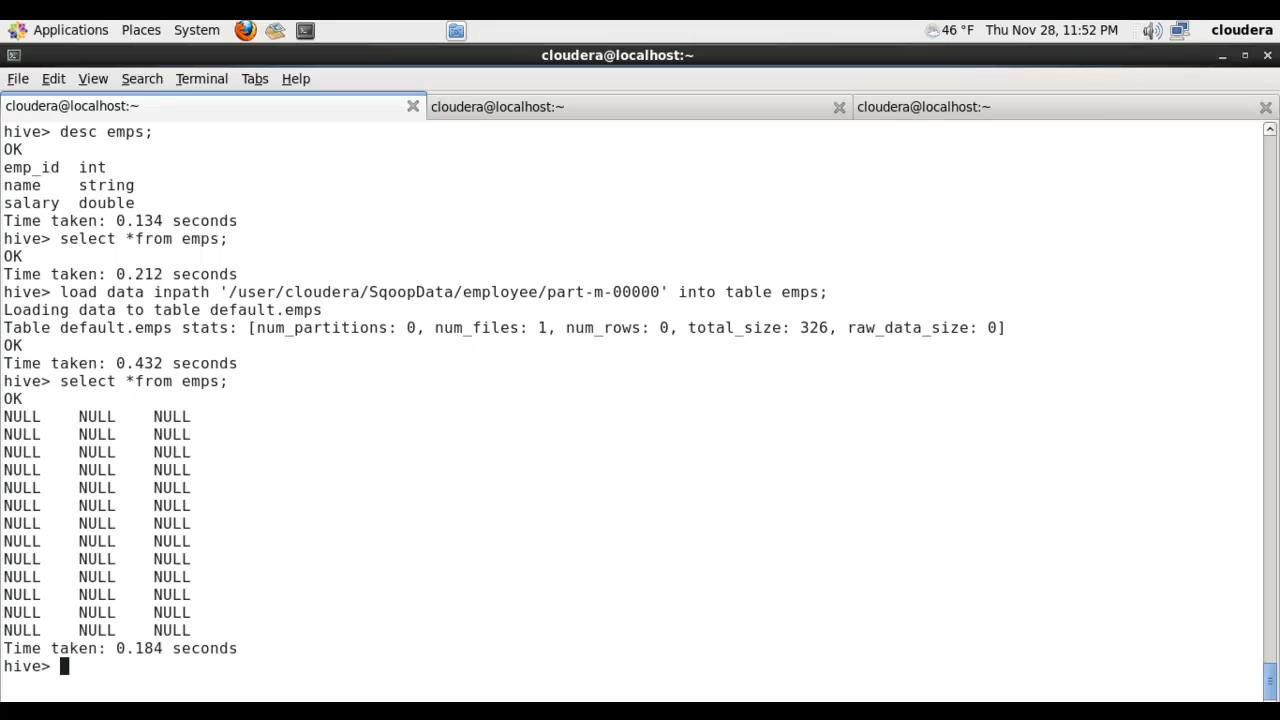 Applications Places System 46 °F Thu Nov 28, 11:52 PM cloudera
cloudera@localhost:~
File Edit View Search Terminal Tabs Help
cloudera@localhost:~ cloudera@localhost:~ cloudera@localhost:~
hive> desc emps;
OK
emp_id  int
name    string
salary  double
Time taken: 0.134 seconds
hive> select *from emps;
OK
Time taken: 0.212 seconds
hive> load data inpath '/user/cloudera/SqoopData/employee/part-m-00000' into table emps;
Loading data to table default.emps
Table default.emps stats: [num_partitions: 0, num_files: 1, num_rows: 0, total_size: 326, raw_data_size: 0]
OK
Time taken: 0.432 seconds
hive> select *from emps;
OK
NULL    NULL    NULL
NULL    NULL    NULL
NULL    NULL    NULL
NULL    NULL    NULL
NULL    NULL    NULL
NULL    NULL    NULL
NULL    NULL    NULL
NULL    NULL    NULL
NULL    NULL    NULL
NULL    NULL    NULL
NULL    NULL    NULL
NULL    NULL    NULL
NULL    NULL    NULL
Time taken: 0.184 seconds
hive>